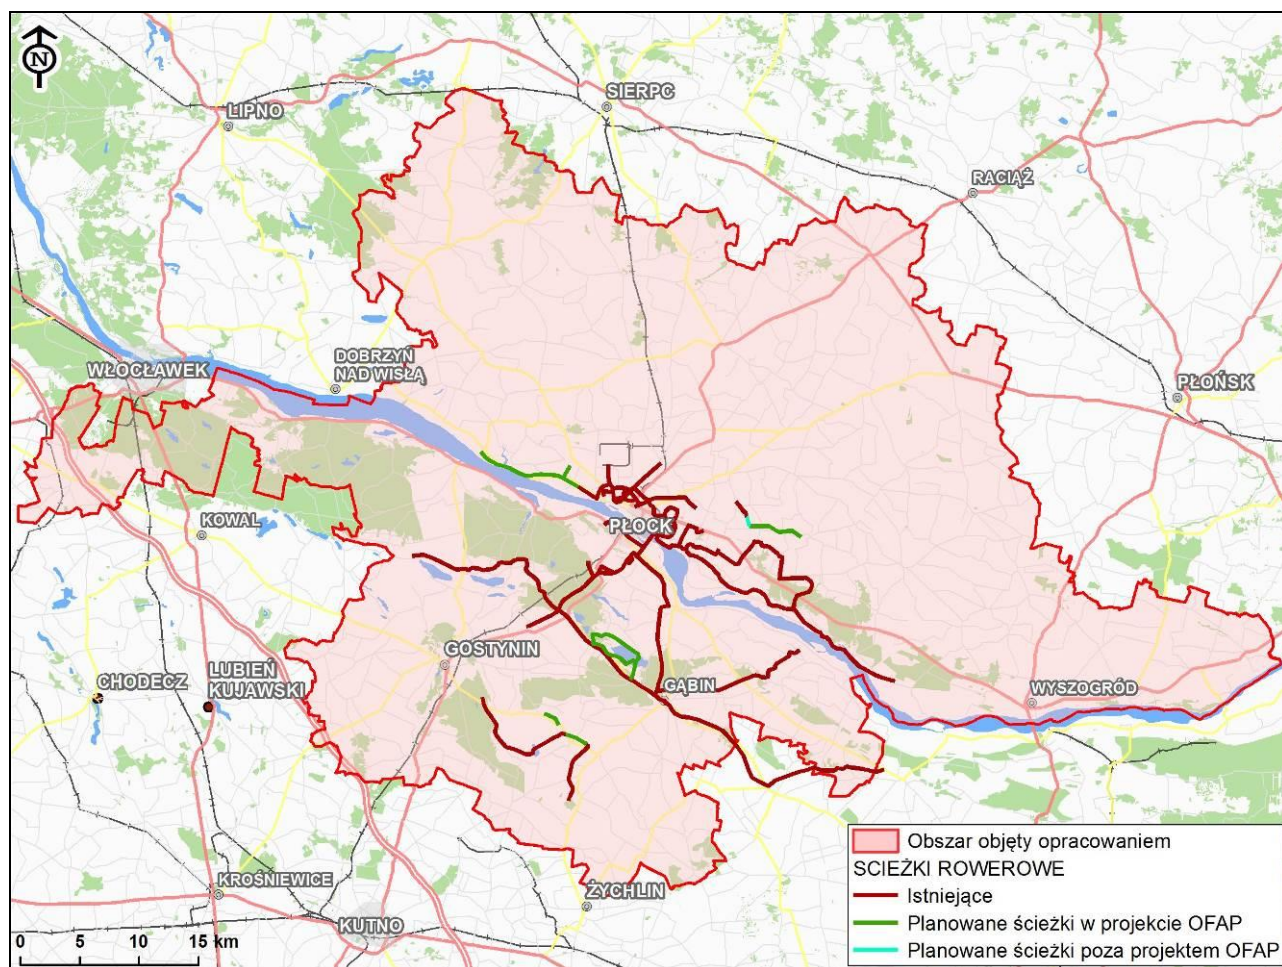 N
LIPNO
SIERPC
RACIĄŻ
WŁOCŁAWEK
DOBRZYŃ
NAD WISŁĄ
PŁOŃSK
KOWAL
PŁOCK
GOSTYNIN
CHODECZ
LUBIEŃ
KUJAWSKI
GĄBIN
WYSZOGRÓD
KROŚNIEWICE
KUTNO
ŻYCHLIN
0 5 10 15 km
Obszar objęty opracowaniem
SCIEŻKI ROWEROWE
Istniejące
Planowane ścieżki w projekcie OFAP
Planowane ścieżki poza projektem OFAP